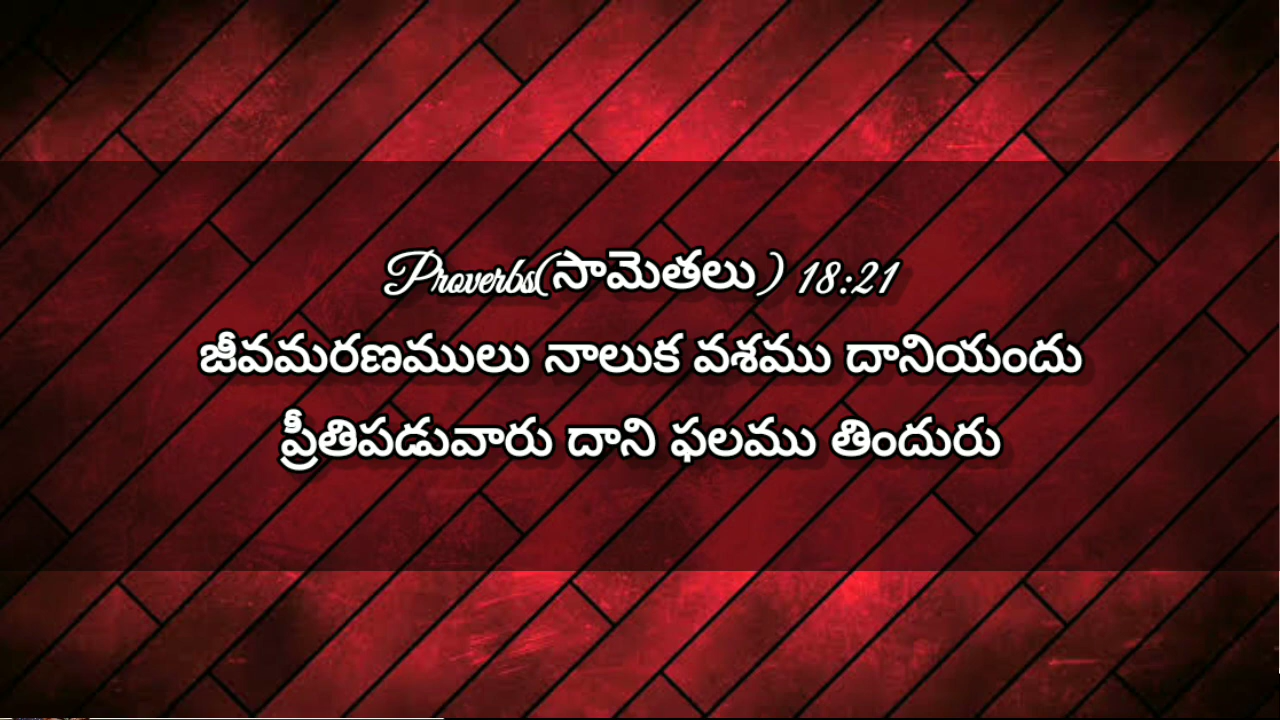 Proverbs(సామెతలు) 18:21
జీవమరణములు నాలుక వశము దానియందు
ప్రీతిపడువారు దాని ఫలము తిందురు